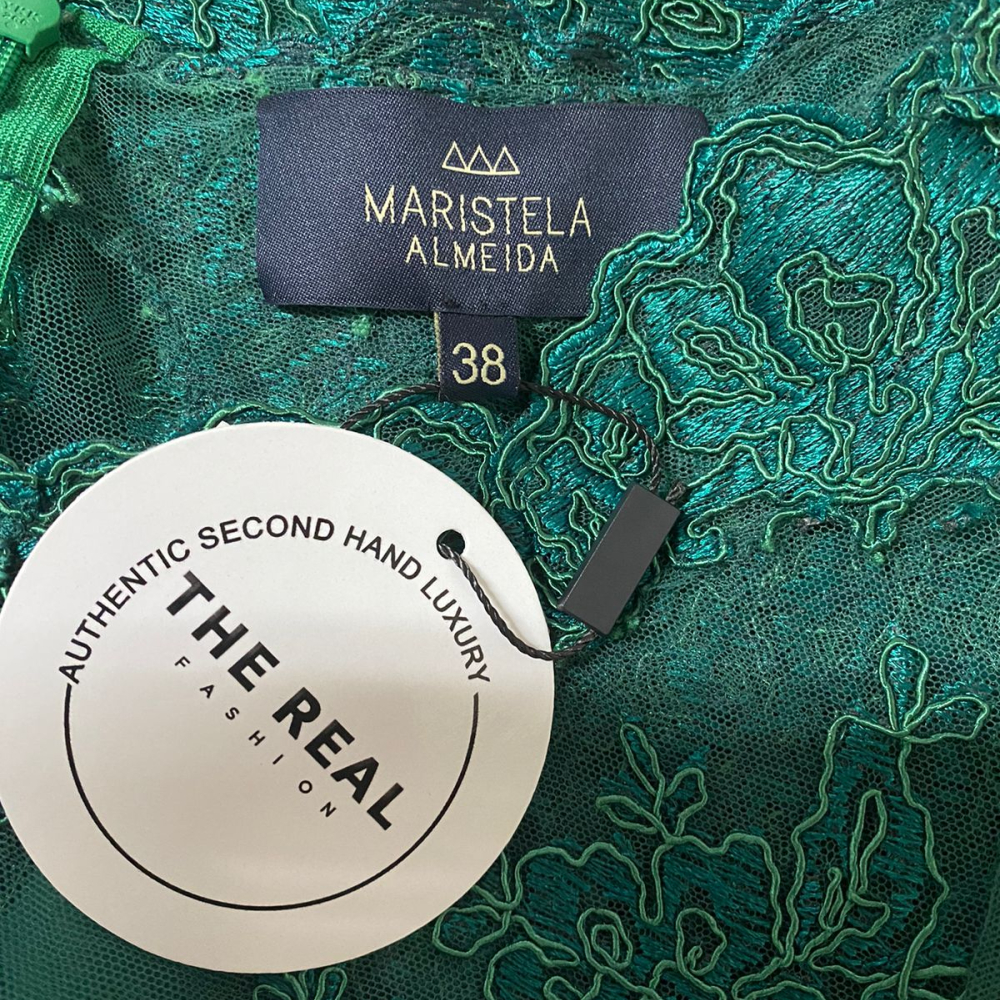 MARISTELA
ALMEIDA
38
AUTHENTIC SECOND HAND LUXURY
THE REAL
FASHION